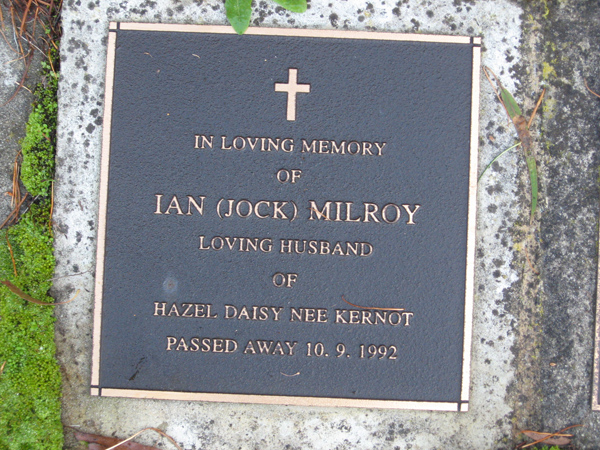 IN LOVING MEMORY
OF
IAN (JOCK) MILROY
LOVING HUSBAND
OF
HAZEL DAISY NEE KERNOT
PASSED AWAY 10. 9. 1992